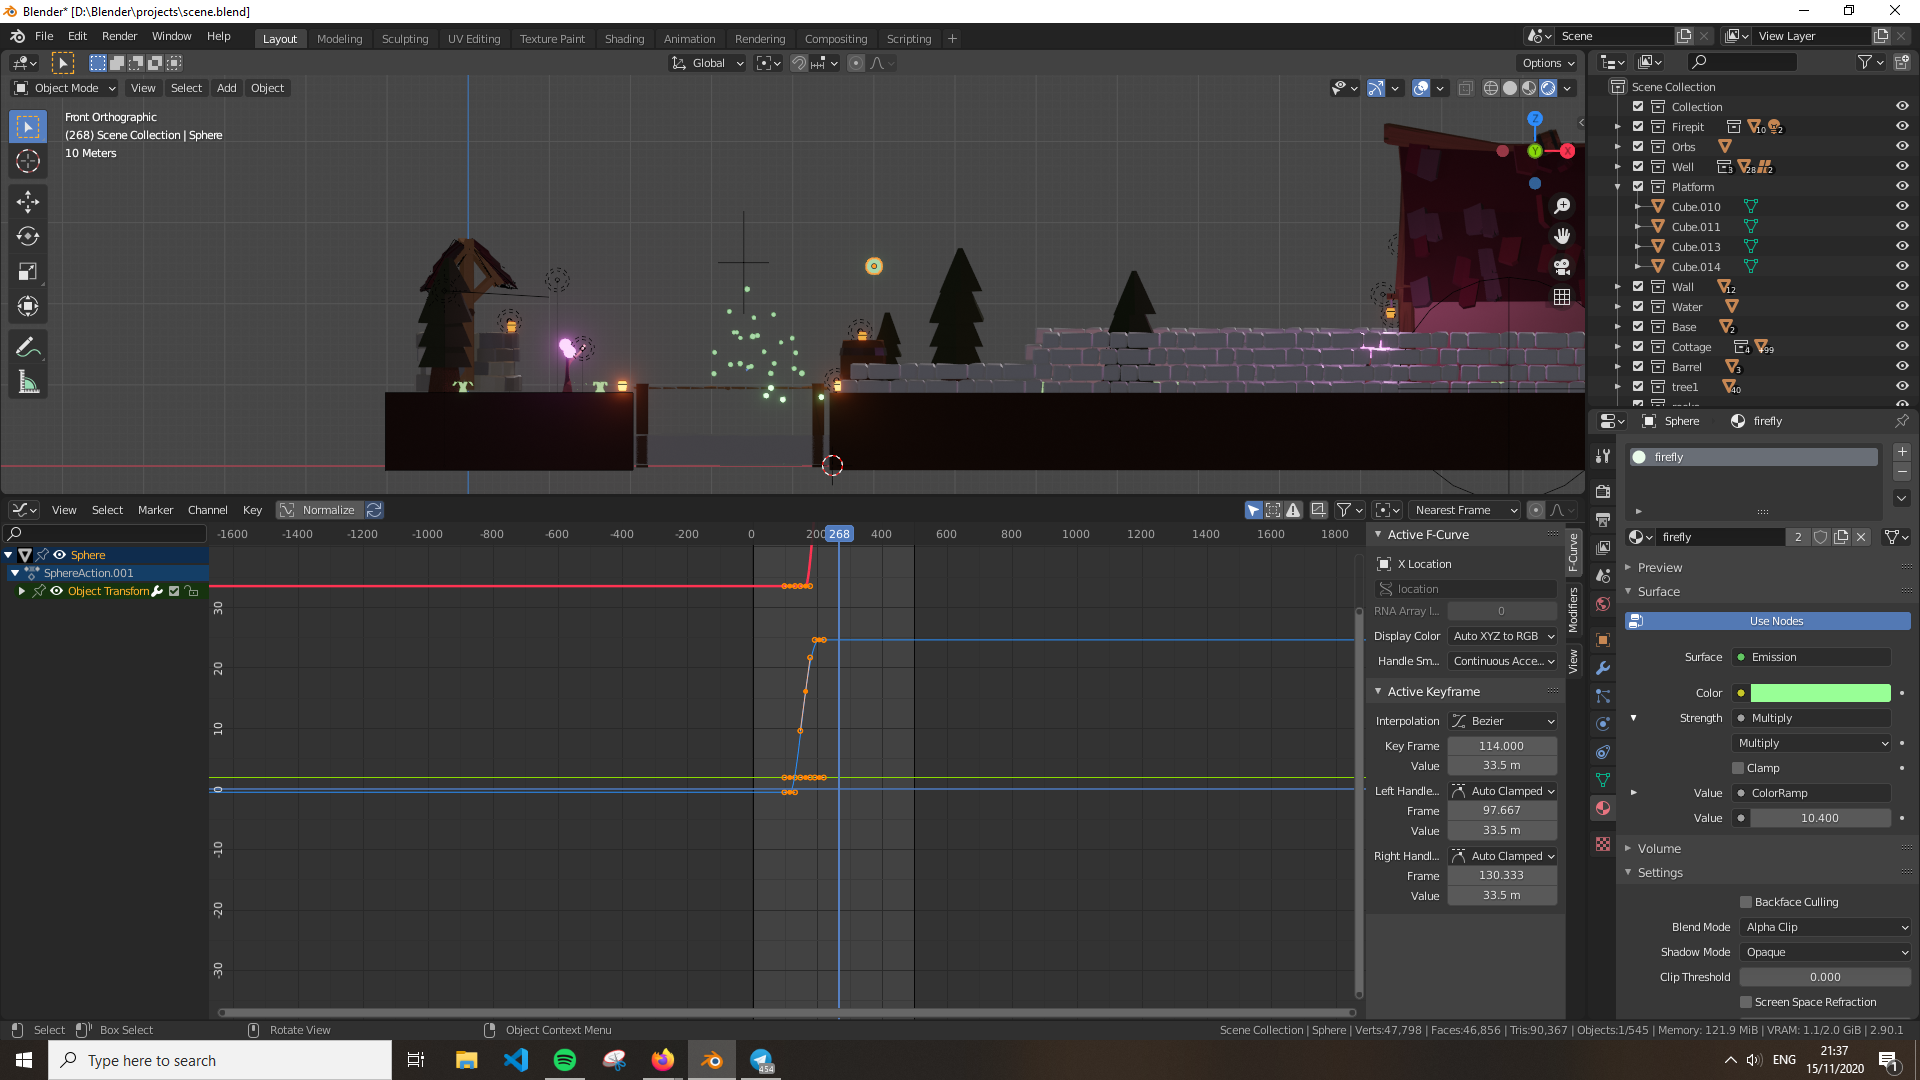 Blender* [D:\Blender\projects\scene.blend]
File Edit Render Window Help
Layout Modeling Sculpting UV Editing Texture Paint Shading Animation Rendering Compositing Scripting
Scene
View Layer
Global
Options
Object Mode View Select Add Object
Front Orthographic
(268) Scene Collection | Sphere
10 Meters
Z
Y
X
Scene Collection
Collection
Firepit 10 2
Orbs
Well 3 28 2
Platform
Cube.010
Cube.011
Cube.013
Cube.014
Wall 12
Water
Base 2
Cottage 4 +99
Barrel 3
tree1 40
Sphere firefly
firefly
firefly 2
Preview
Surface
Use Nodes
Surface Emission
Color
Strength Multiply
Multiply
Clamp
Value ColorRamp
Value 10.400
Volume
Settings
Backface Culling
Blend Mode Alpha Clip
Shadow Mode Opaque
Clip Threshold 0.000
Screen Space Refraction
View Select Marker Channel Key Normalize
Nearest Frame
-1600 -1400 -1200 -1000 -800 -600 -400 -200 0 200 268 400 600 800 1000 1200 1400 1600 1800
Sphere
SphereAction.001
Object Transform
30
20
10
0
-10
-20
-30
Active F-Curve
X Location
location
RNA Array I... 0
Display Color Auto XYZ to RGB
Handle Sm... Continuous Acce...
Active Keyframe
Interpolation Bezier
Key Frame 114.000
Value 33.5 m
Left Handle... Auto Clamped
Frame 97.667
Value 33.5 m
Right Handl... Auto Clamped
Frame 130.333
Value 33.5 m
F-Curve
Modifiers
View
Select Box Select Rotate View Object Context Menu
Scene Collection | Sphere | Verts:47,798 | Faces:46,856 | Tris:90,367 | Objects:1/545 | Memory: 121.9 MiB | VRAM: 1.1/2.0 GiB | 2.90.1
Type here to search
454
ENG
21:37
15/11/2020
1